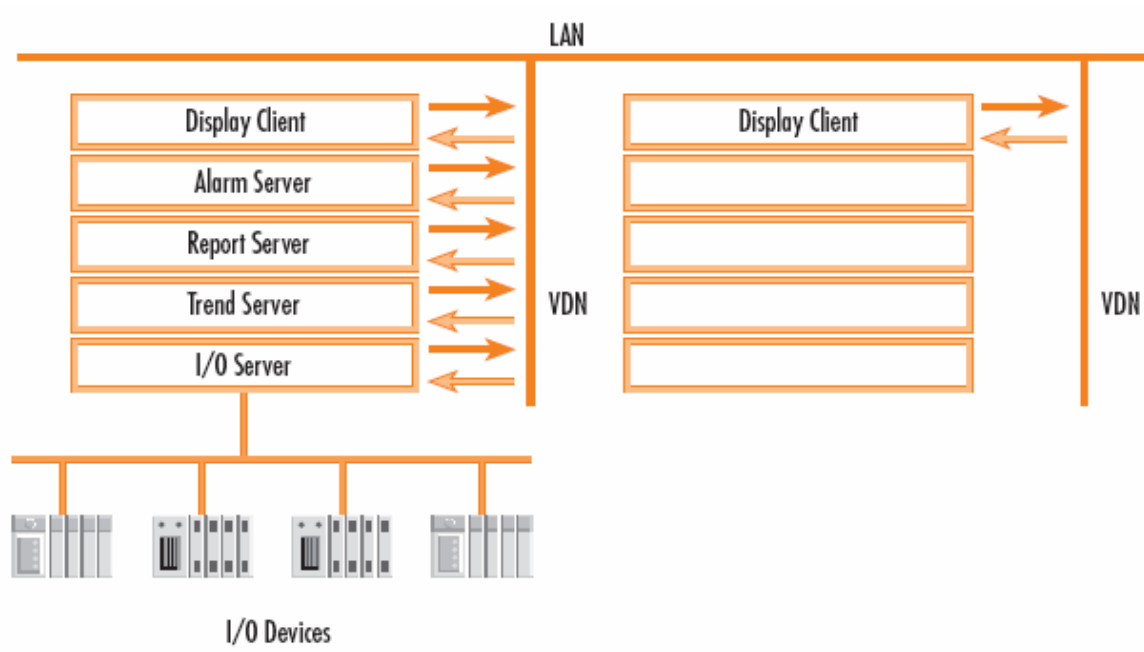 LAN
Display Client
Alarm Server
Report Server
Trend Server
I/O Server
VDN
Display Client
VDN
I/O Devices